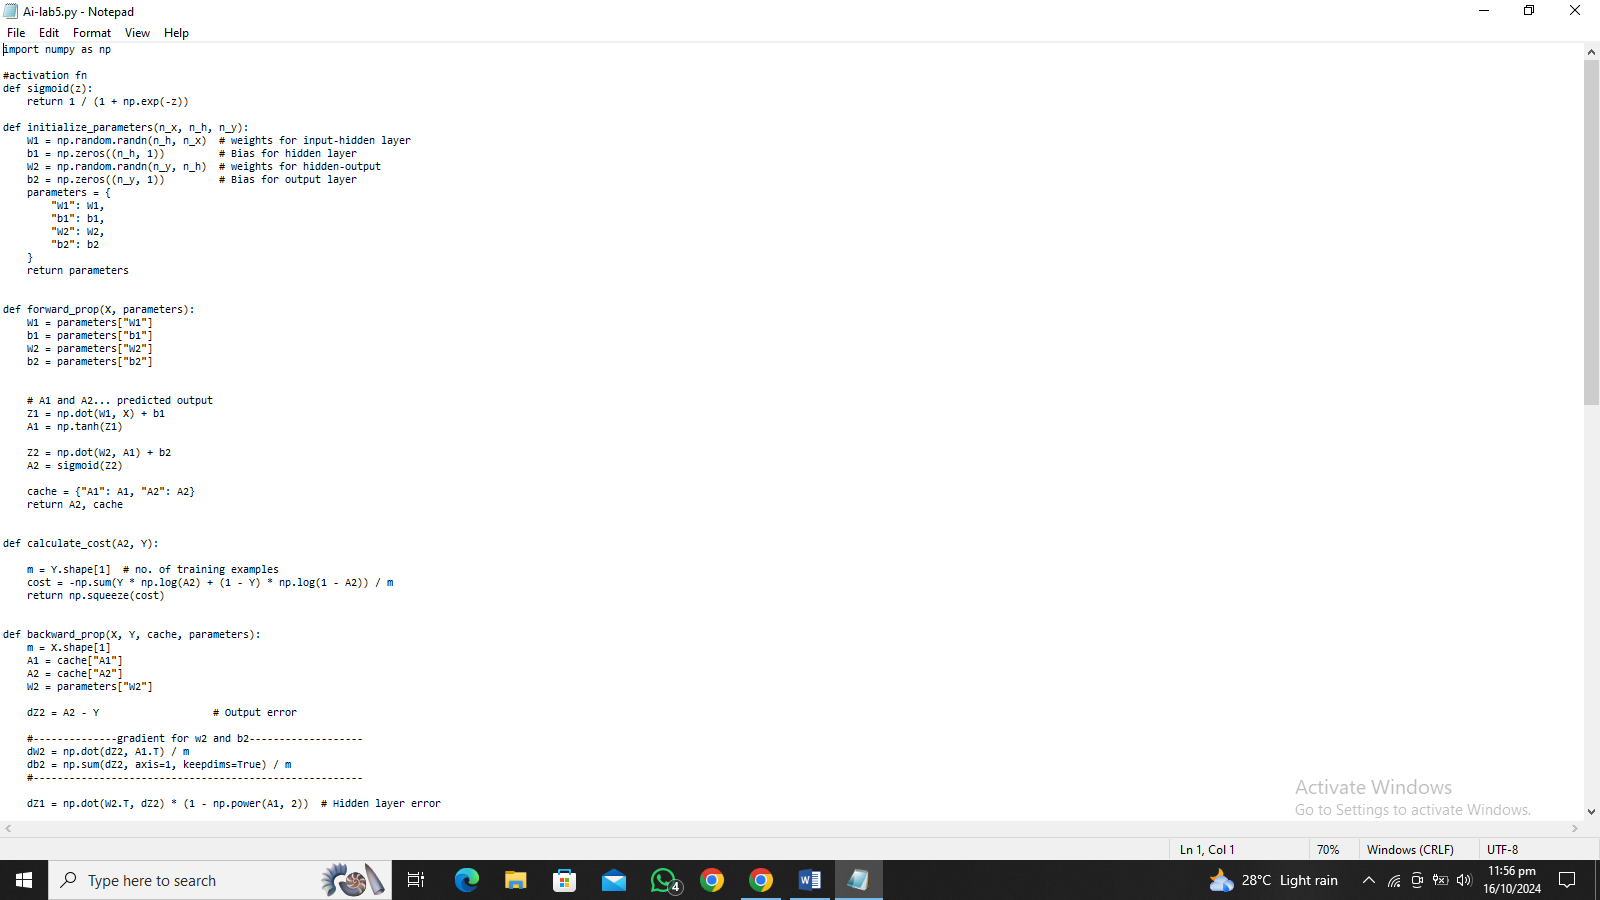 Ai-lab5.py - Notepad
File Edit Format View Help
import numpy as np
#activation fn
def sigmoid(z):
    return 1 / (1 + np.exp(-z))
def initialize_parameters(n_x, n_h, n_y):
    W1 = np.random.randn(n_h, n_x)  # weights for input-hidden layer
    b1 = np.zeros((n_h, 1))         # Bias for hidden layer
    W2 = np.random.randn(n_y, n_h)  # weights for hidden-output
    b2 = np.zeros((n_y, 1))         # Bias for output layer
    parameters = {
        "W1": W1,
        "b1": b1,
        "W2": W2,
        "b2": b2
    }
    return parameters
def forward_prop(X, parameters):
    W1 = parameters["W1"]
    b1 = parameters["b1"]
    W2 = parameters["W2"]
    b2 = parameters["b2"]
    # A1 and A2... predicted output
    Z1 = np.dot(W1, X) + b1
    A1 = np.tanh(Z1)
    Z2 = np.dot(W2, A1) + b2
    A2 = sigmoid(Z2)
    cache = {"A1": A1, "A2": A2}
    return A2, cache
def calculate_cost(A2, Y):
    m = Y.shape[1]  # no. of training examples
    cost = -np.sum(Y * np.log(A2) + (1 - Y) * np.log(1 - A2)) / m
    return np.squeeze(cost)
def backward_prop(X, Y, cache, parameters):
    m = X.shape[1]
    A1 = cache["A1"]
    A2 = cache["A2"]
    W2 = parameters["W2"]
    dZ2 = A2 - Y                   # Output error
    #--------------gradient for w2 and b2-------------------
    dW2 = np.dot(dZ2, A1.T) / m
    db2 = np.sum(dZ2, axis=1, keepdims=True) / m
    #-------------------------------------------------------
    dZ1 = np.dot(W2.T, dZ2) * (1 - np.power(A1, 2))  # Hidden layer error
Activate Windows
Go to Settings to activate Windows.
Ln 1, Col 1 70% Windows (CRLF) UTF-8
Type here to search 4 28°C Light rain 11:56 pm
16/10/2024